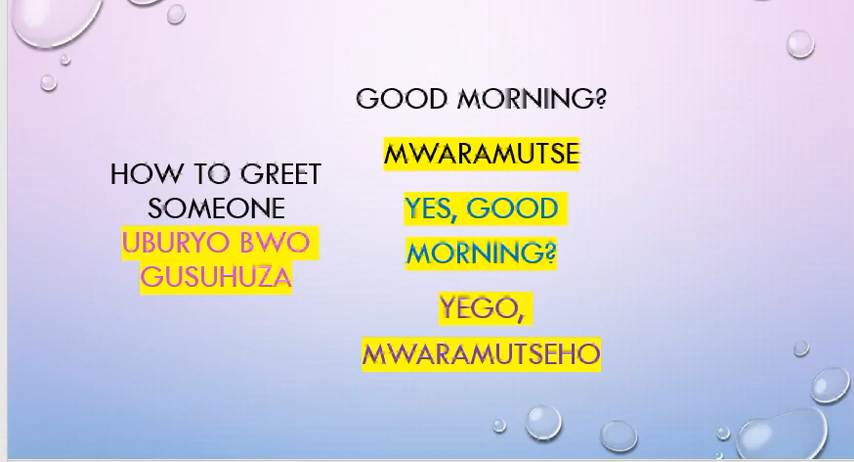 HOW TO GREET
SOMEONE
UBURYO BWO
GUSUHUZA
GOOD MORNING?
MWARAMUTSE
YES, GOOD
MORNING?
YEGO,
MWARAMUTSEHO